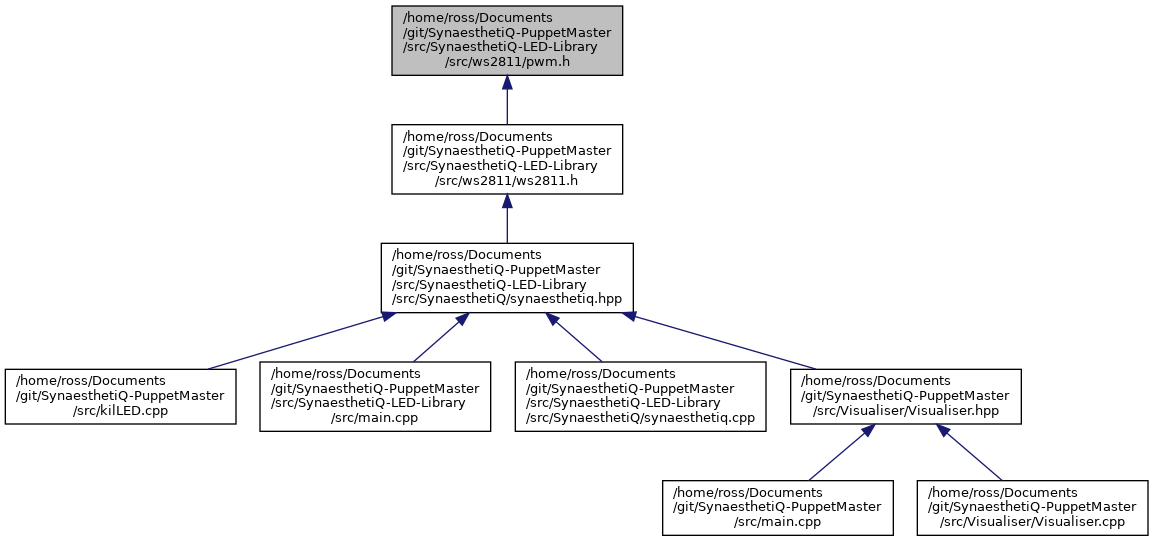 /home/ross/Documents
/git/SynaesthetiQ-PuppetMaster
/src/SynaesthetiQ-LED-Library
/src/ws2811/pwm.h
/home/ross/Documents
/git/SynaesthetiQ-PuppetMaster
/src/SynaesthetiQ-LED-Library
/src/ws2811/ws2811.h
/home/ross/Documents
/git/SynaesthetiQ-PuppetMaster
/src/SynaesthetiQ-LED-Library
/src/SynaesthetiQ/synaesthetiq.hpp
/home/ross/Documents
/git/SynaesthetiQ-PuppetMaster
/src/kilLED.cpp
/home/ross/Documents
/git/SynaesthetiQ-PuppetMaster
/src/SynaesthetiQ-LED-Library
/src/main.cpp
/home/ross/Documents
/git/SynaesthetiQ-PuppetMaster
/src/SynaesthetiQ-LED-Library
/src/SynaesthetiQ/synaesthetiq.cpp
/home/ross/Documents
/git/SynaesthetiQ-PuppetMaster
/src/Visualiser/Visualiser.hpp
/home/ross/Documents
/git/SynaesthetiQ-PuppetMaster
/src/main.cpp
/home/ross/Documents
/git/SynaesthetiQ-PuppetMaster
/src/Visualiser/Visualiser.cpp